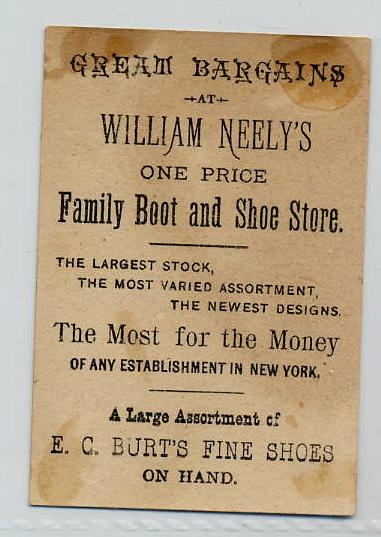 GREAT BARGAINS
AT
WILLIAM NEELY'S
ONE PRICE
Family Boot and Shoe Store.
THE LARGEST STOCK,
THE MOST VARIED ASSORTMENT,
THE NEWEST DESIGNS.
The Most for the Money
OF ANY ESTABLISHMENT IN NEW YORK.
A Large Assortment of
E. C. BURT'S FINE SHOES
ON HAND.